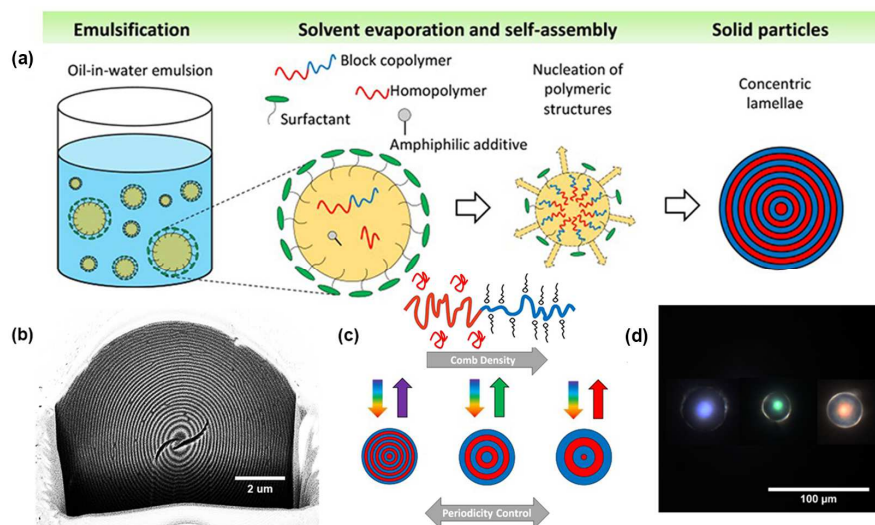 Emulsification
Solvent evaporation and self-assembly
Solid particles
(a)
Oil-in-water emulsion
Block copolymer
Homopolymer
Surfactant
Amphiphilic additive
Nucleation of
polymeric
structures
Concentric
lamellae
(b)
2 um
(c)
Comb Density
Periodicity Control
(d)
100 µm